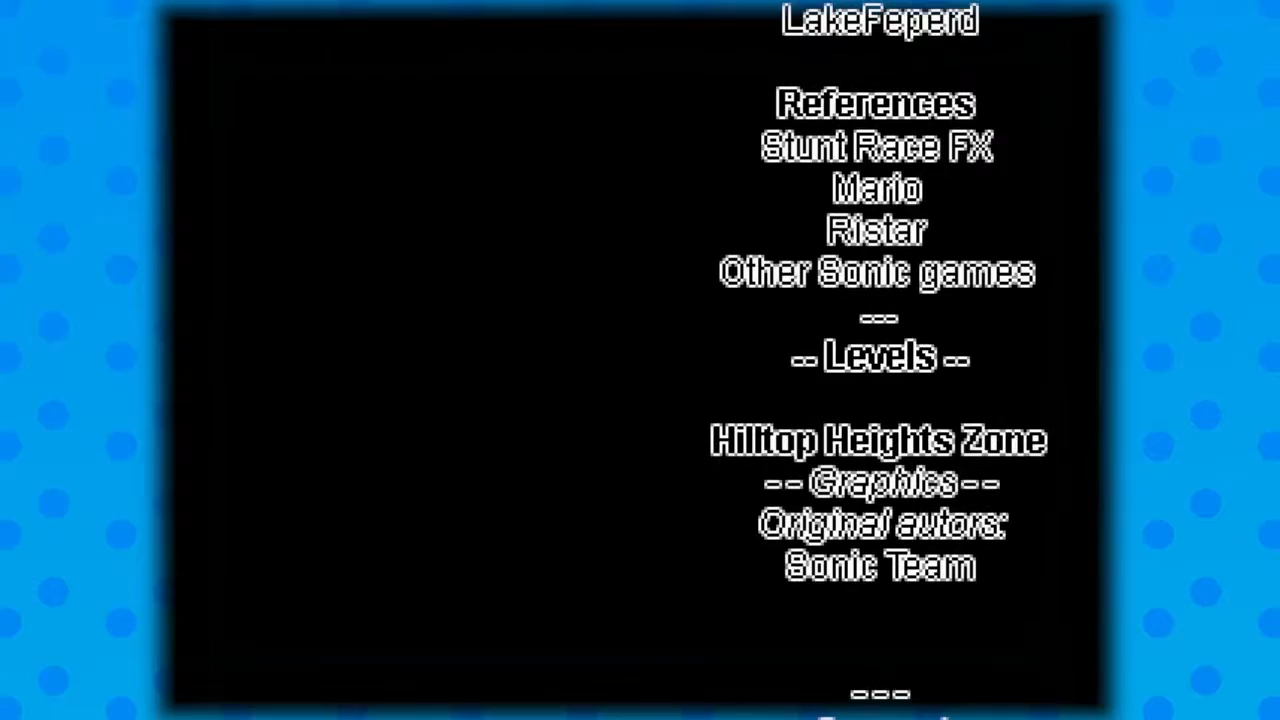 LakeFeperd
References
Stunt Race FX
Mario
Ristar
Other Sonic games
---
-- Levels --
Hilltop Heights Zone
-- Graphics--
Original autors:
Sonic Team
---